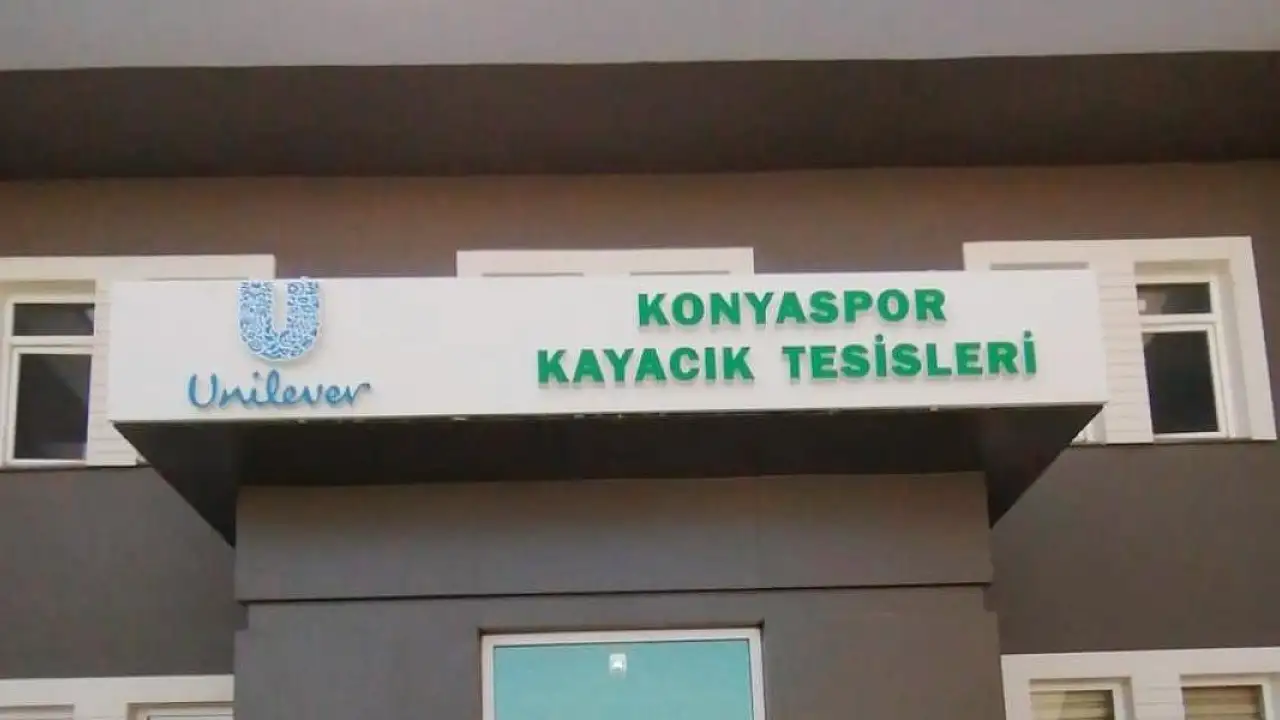 Unilever
KONYASPOR
KAYACIK TESİSLERİ